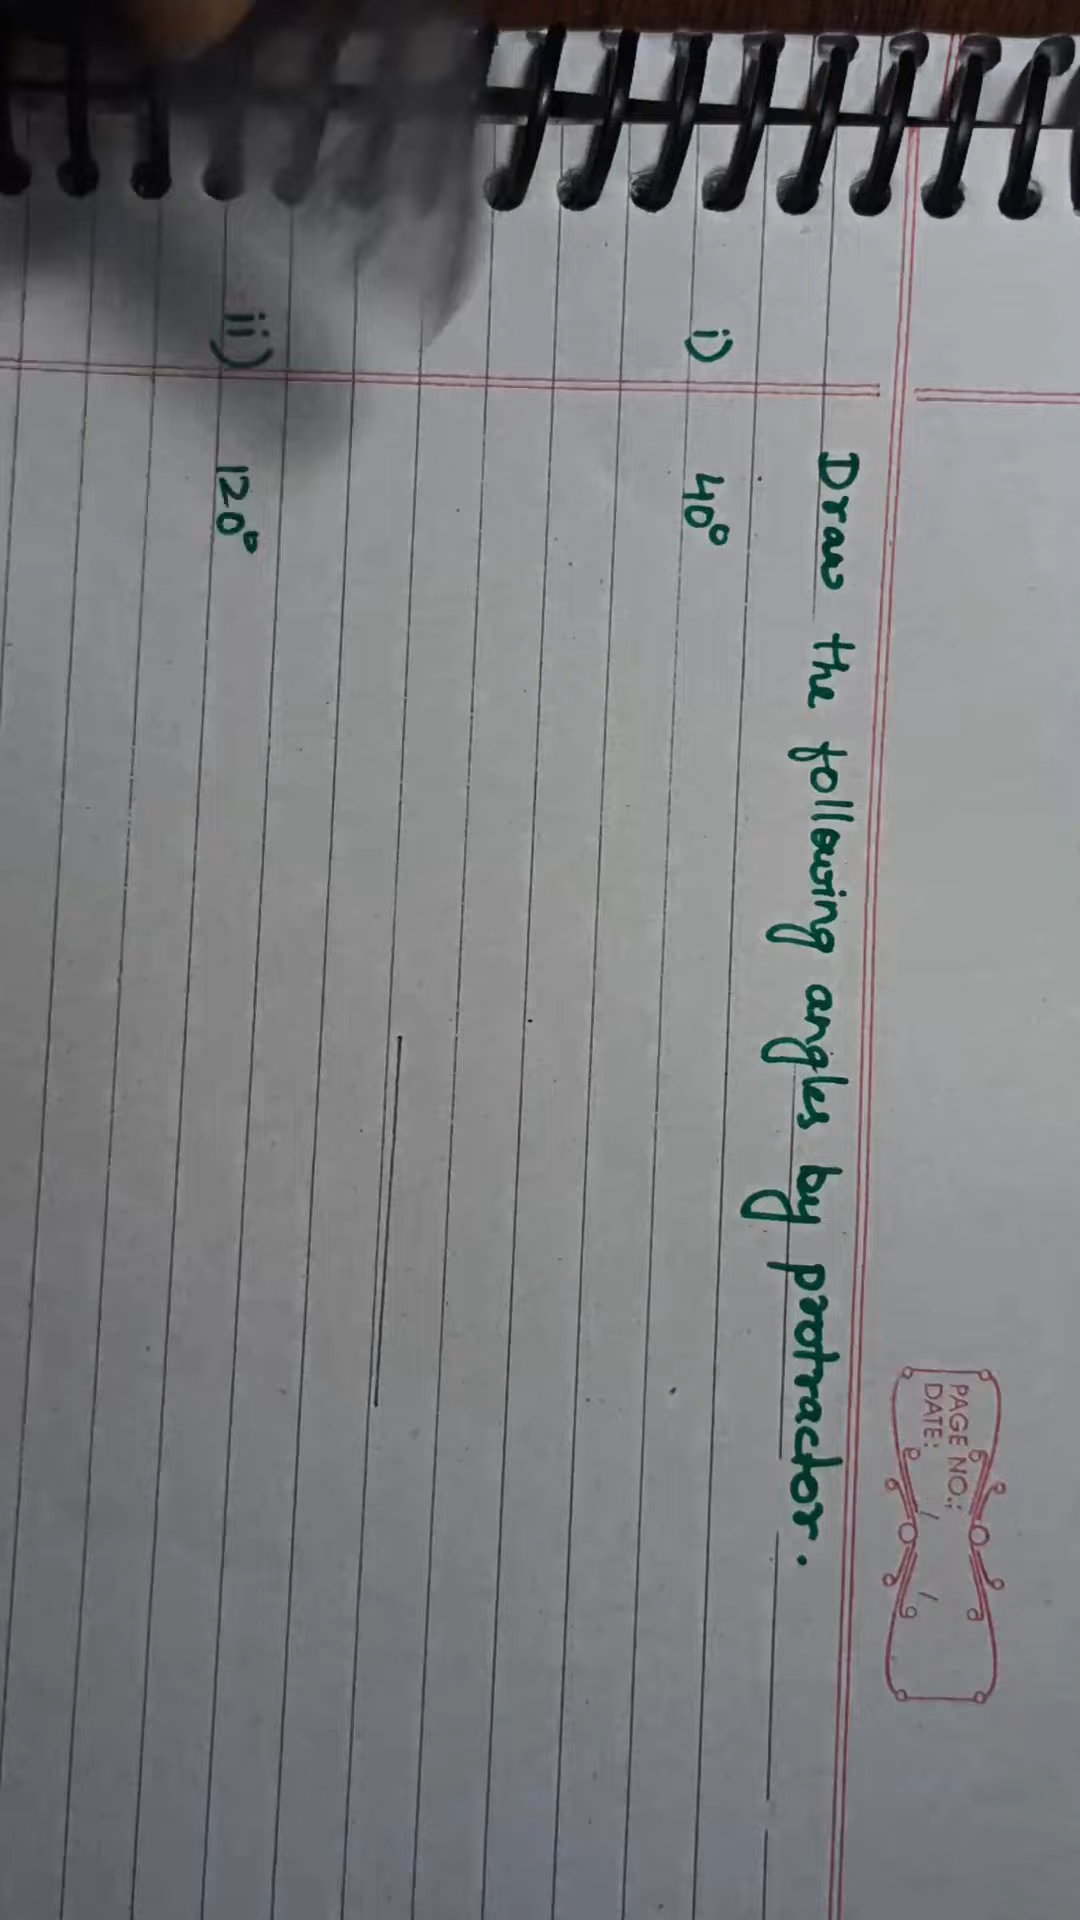 PAGE NO.:
DATE: / /
Draw the following angles by protractor.
i) 40°
ii) 120°